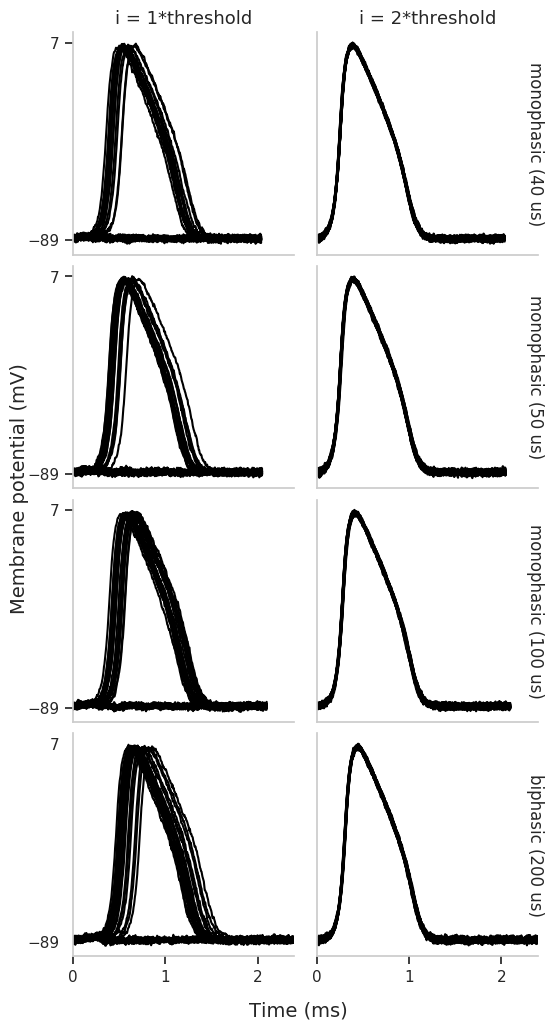 i = 1*threshold
i = 2*threshold
7
−89
monophasic (40 us)
7
−89
monophasic (50 us)
Membrane potential (mV)
7
−89
monophasic (100 us)
7
−89
biphasic (200 us)
0 1 2
0 1 2
Time (ms)